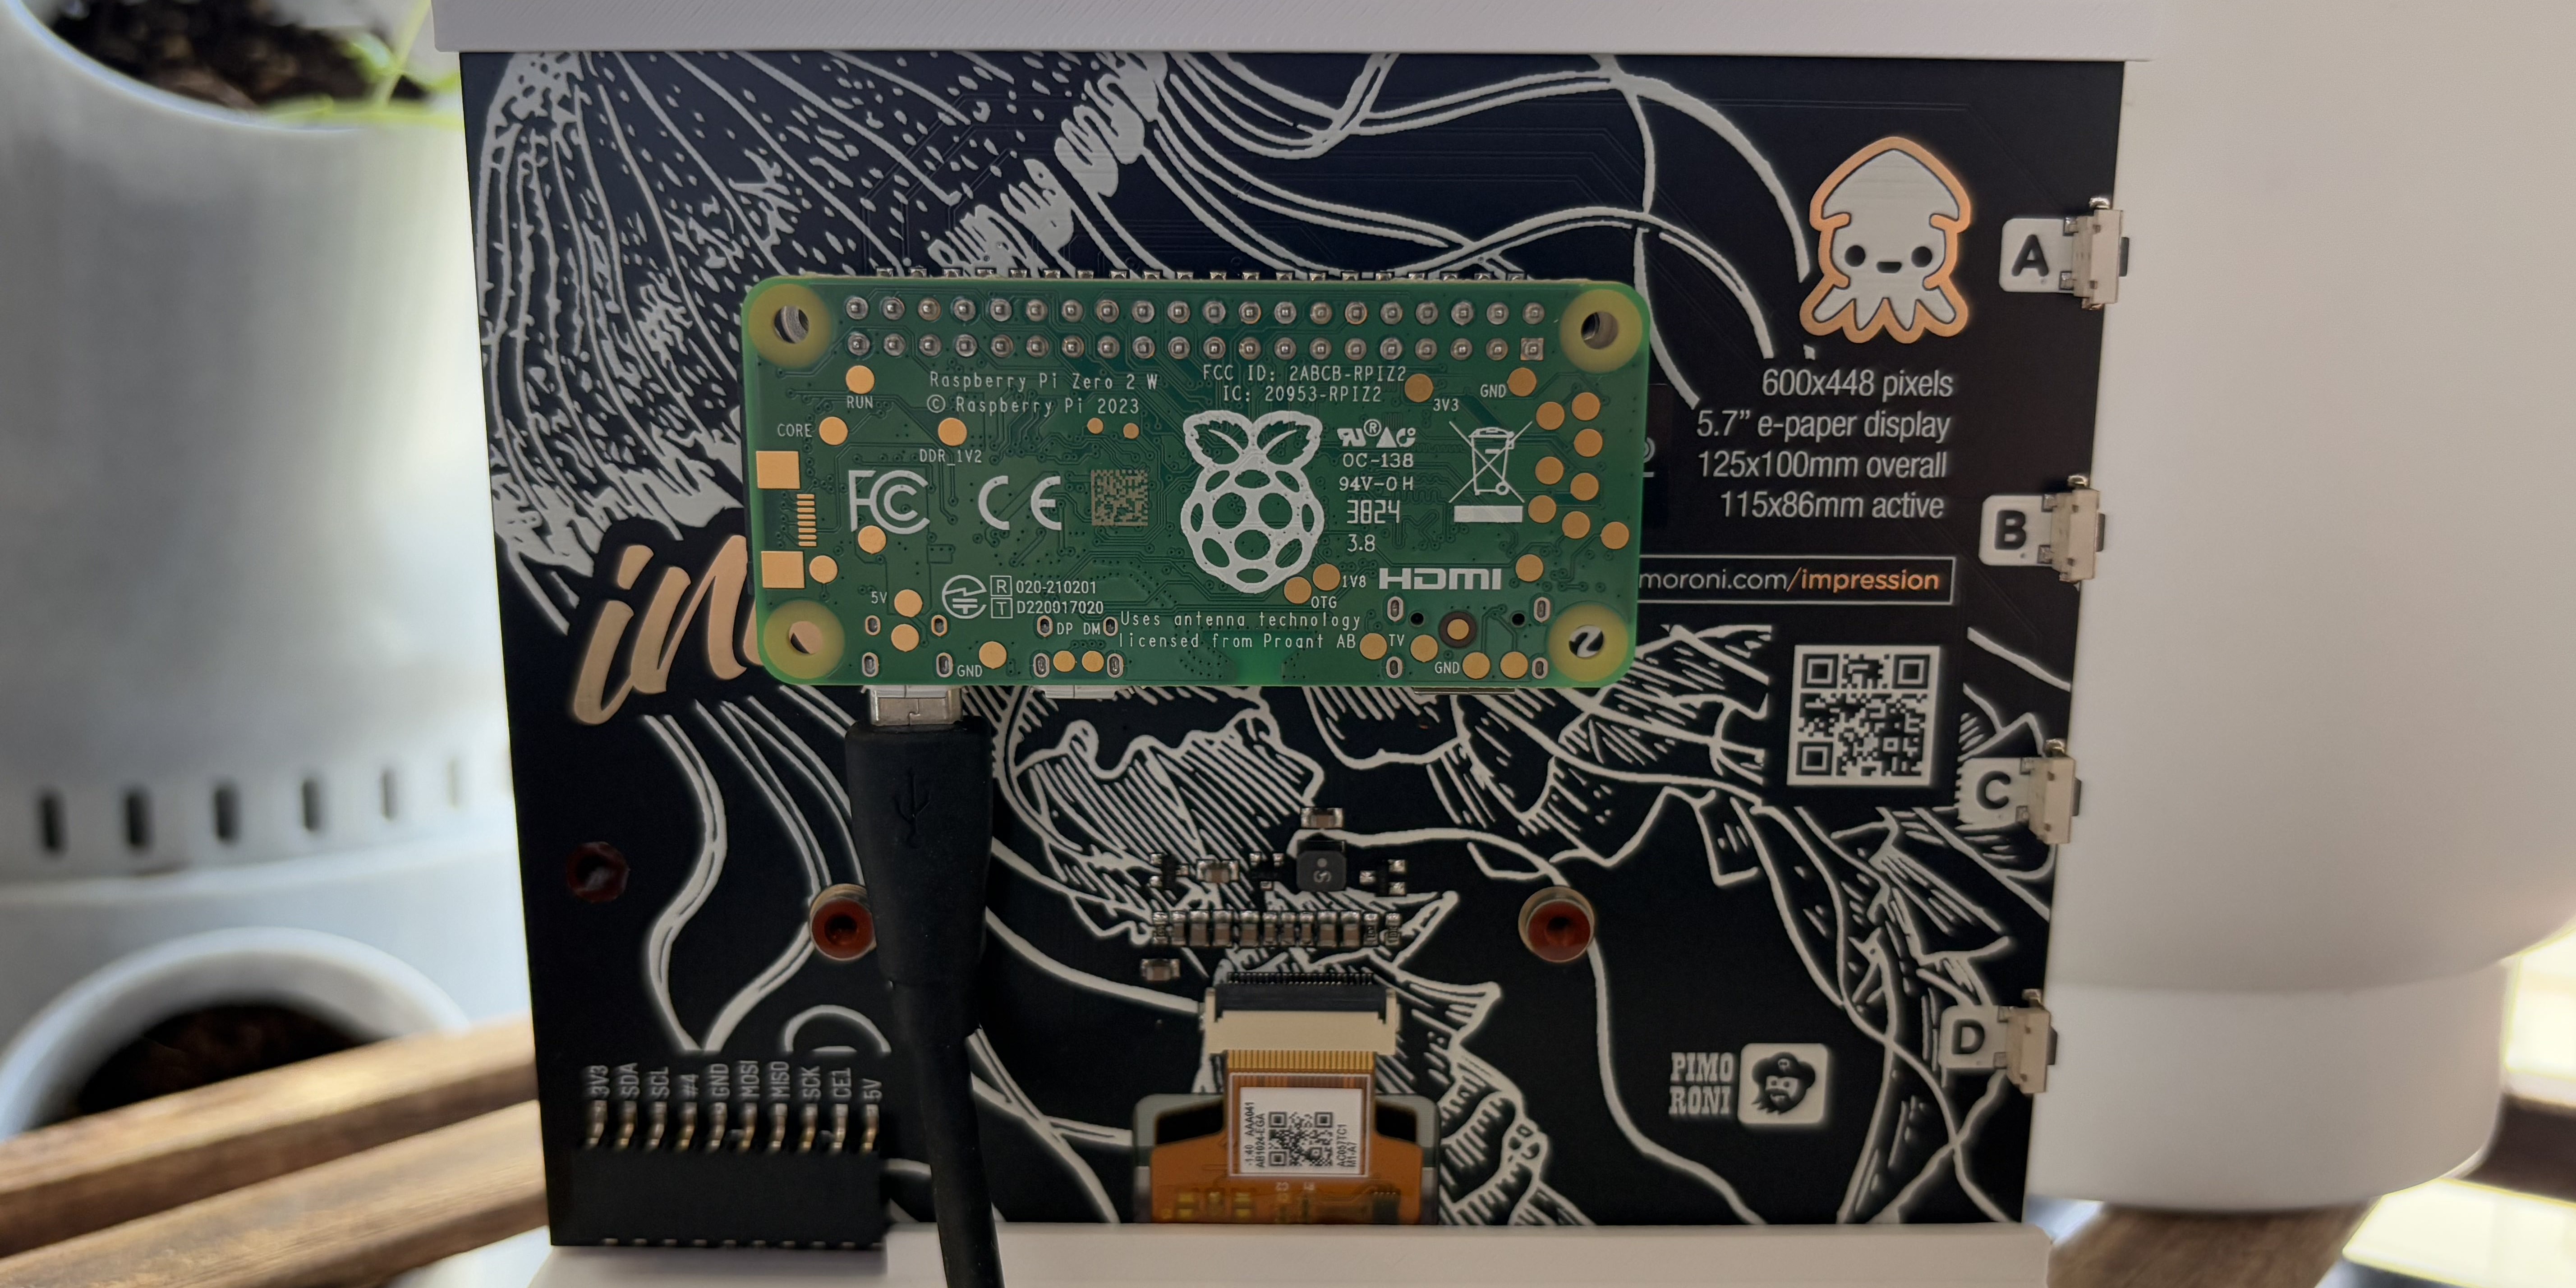 Raspberry Pi Zero 2 W
© Raspberry Pi 2023
FCC ID: 2ABCB-RPIZ2
IC: 20953-RPIZ2
RUN
CORE
DDR_1V2
3V3
GND
FC
CE
OC-138
94V-0 H
3824
3.8
1V8
HDMI
OTG
5V
R 020-210201
T D220017020
DP DM
Uses antenna technology
licensed from Proant AB
TV
GND
GND
600x448 pixels
5.7” e-paper display
125x100mm overall
115x86mm active
moroni.com/impression
A
B
C
D
PIMO
RONI
3V3
SDA
SCL
#4
GND
MOSI
MISO
SCK
CE1
5V